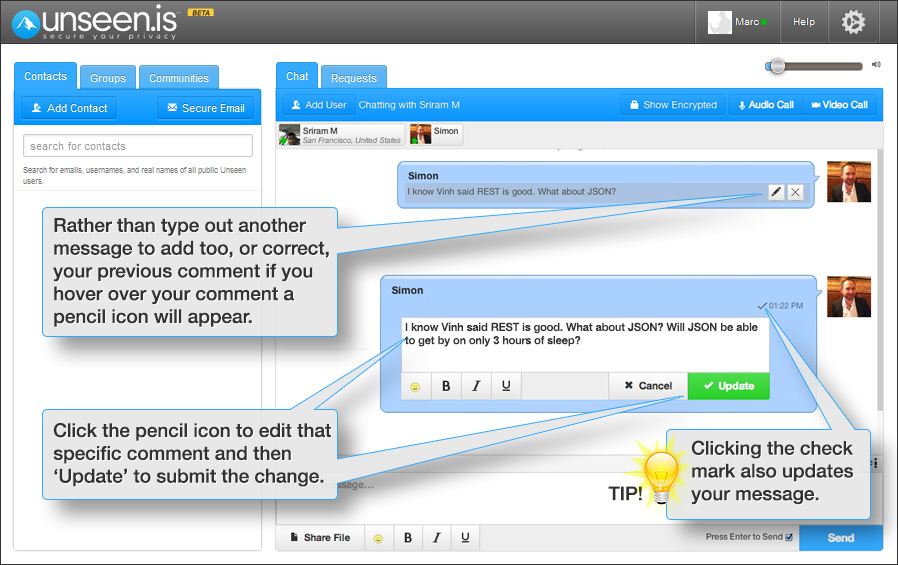 unseen.is BETA
secure your privacy
Marc
Help
Contacts
Groups
Communities
Chat
Requests
Add Contact
Secure Email
Add User
Chatting with Sriram M
Show Encrypted
Audio Call
Video Call
search for contacts
Search for emails, usernames, and real names of all public Unseen
users.
Sriram M
San Francisco, United States
Simon
Simon
I know Vinh said REST is good. What about JSON?
Rather than type out another
message to add too, or correct,
your previous comment if you
hover over your comment a
pencil icon will appear.
Simon
01:22 PM
I know Vinh said REST is good. What about JSON? Will JSON be able
to get by on only 3 hours of sleep?
B
I
U
Cancel
Update
Click the pencil icon to edit that
specific comment and then
‘Update’ to submit the change.
TIP!
Clicking the check
mark also updates
your message.
Share File
B
I
U
Press Enter to Send
Send